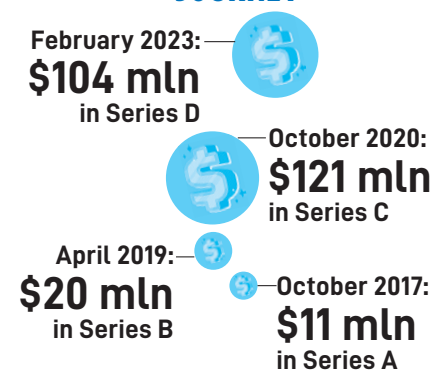 February 2023:
$104 mln
in Series D
October 2020:
$121 mln
in Series C
April 2019:
$20 mln
in Series B
October 2017:
$11 mln
in Series A